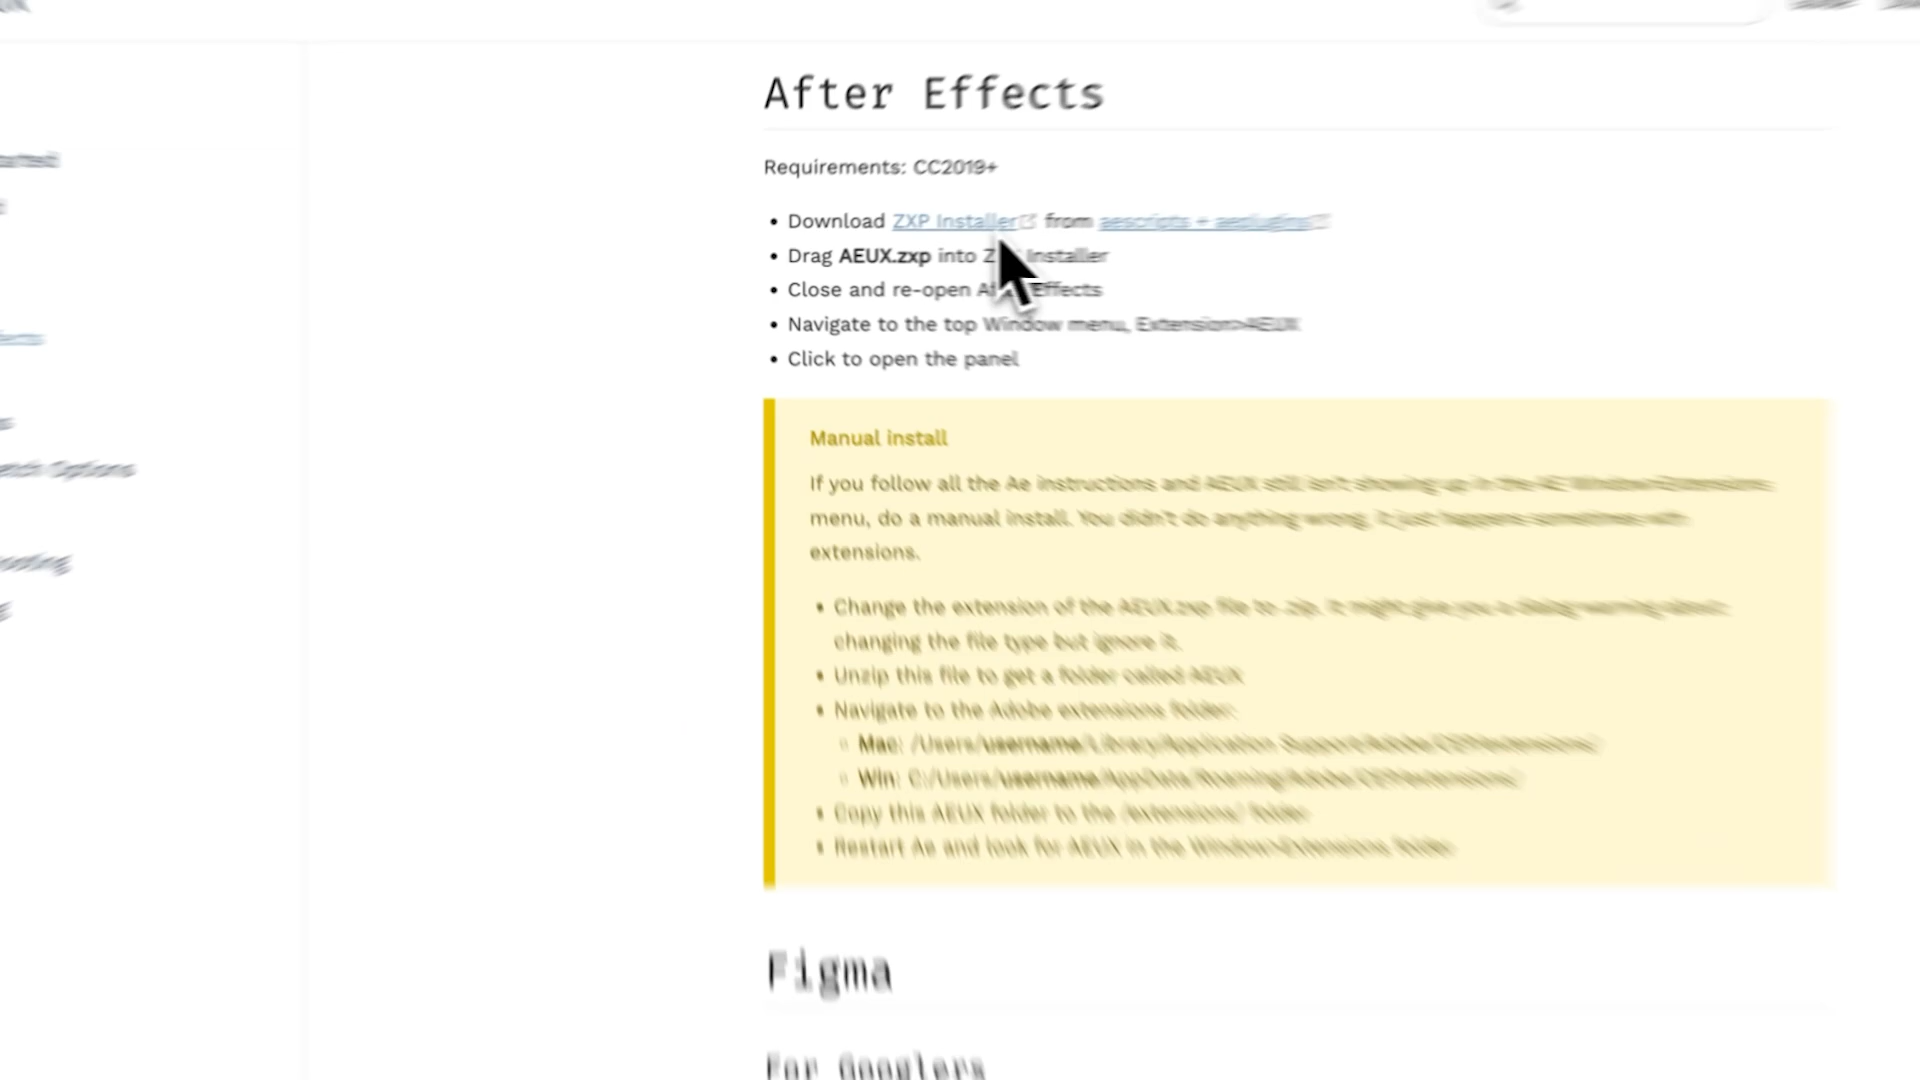 After Effects
Requirements: CC2019+
• Download ZXP Installer from aescripts + aeplugins
• Drag AEUX.zxp into Installer
• Close and re-open Effects
• Navigate to the top Window menu, Extension>AEUX
• Click to open the panel
Manual install
If you follow all the Ae instructions and AEUX still isn't showing up in the AE Window>Extensions
menu, do a manual install. You didn't do anything wrong, it just happens sometimes with
extensions.
• Change the extension of the AEUX.zxp file to .zip. It might give you a dialog warning about
changing the file type but ignore it.
• Unzip this file to get a folder called AEUX
• Navigate to the Adobe extensions folder:
◦ Mac: /Users/username/Library/Application Support/Adobe/CEP/extensions/
◦ Win: C:/Users/username/AppData/Roaming/Adobe/CEP/extensions/
• Copy this AEUX folder to the /extensions/ folder
• Restart Ae and look for AEUX in the Window>Extensions folder
Figma
For Googlers
Options